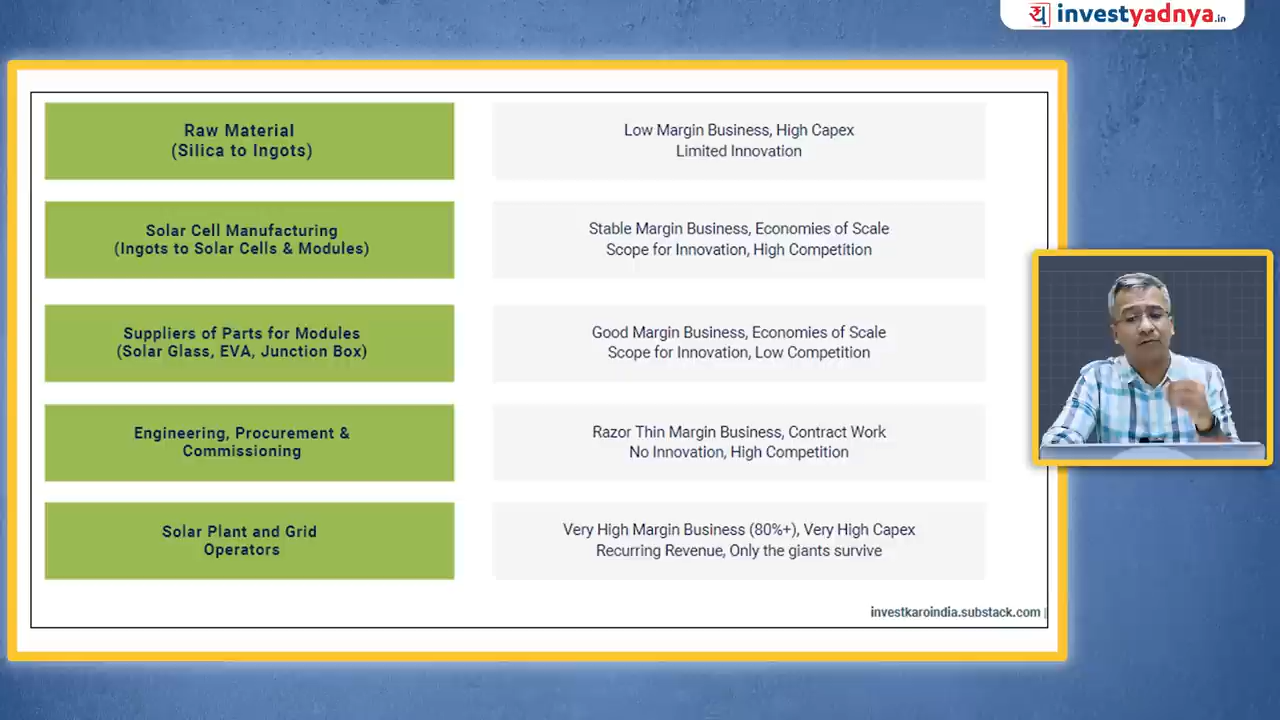 य investyadnya.in
Raw Material
(Silica to Ingots)
Low Margin Business, High Capex
Limited Innovation
Solar Cell Manufacturing
(Ingots to Solar Cells & Modules)
Stable Margin Business, Economies of Scale
Scope for Innovation, High Competition
Suppliers of Parts for Modules
(Solar Glass, EVA, Junction Box)
Good Margin Business, Economies of Scale
Scope for Innovation, Low Competition
Engineering, Procurement &
Commissioning
Razor Thin Margin Business, Contract Work
No Innovation, High Competition
Solar Plant and Grid
Operators
Very High Margin Business (80%+), Very High Capex
Recurring Revenue, Only the giants survive
investkaroindia.substack.com |